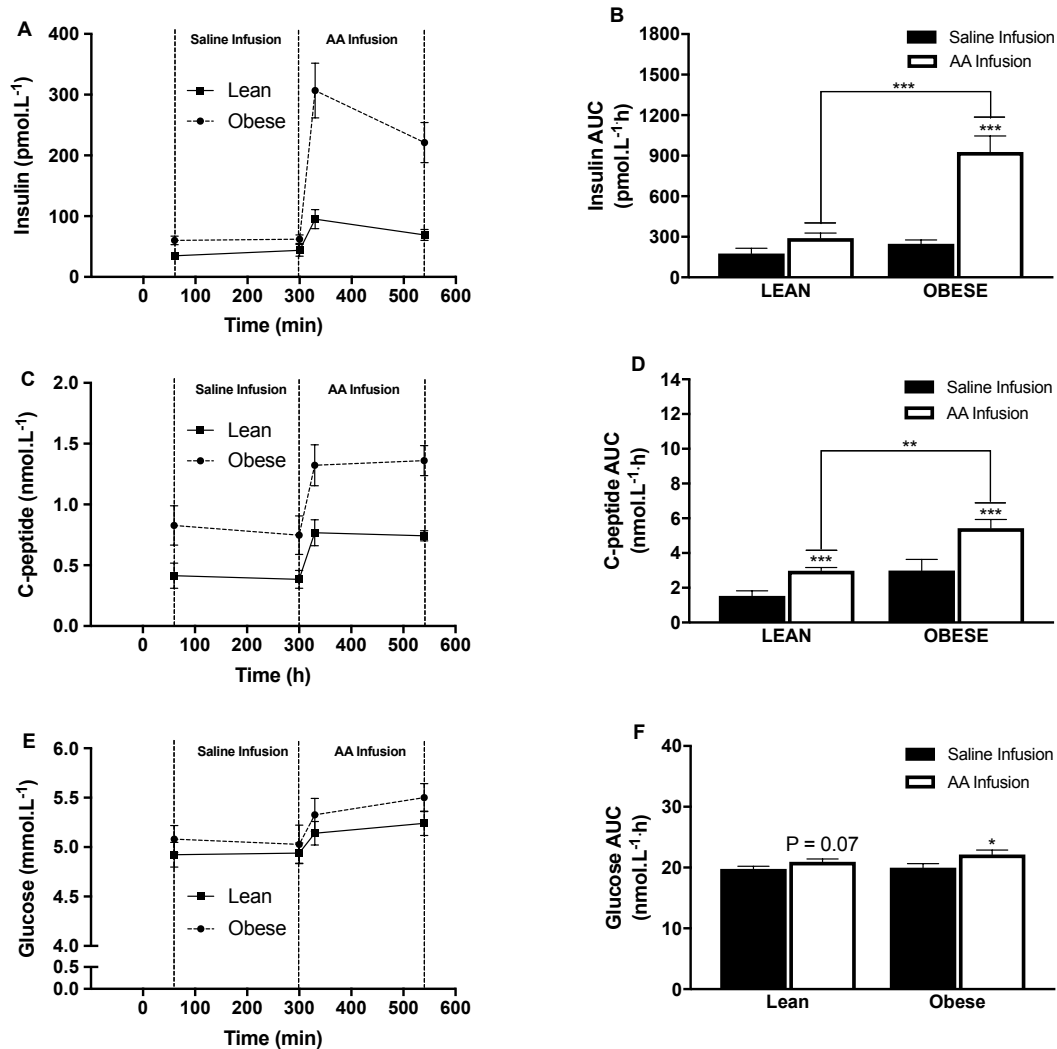 A
Saline Infusion
AA Infusion
Lean
Obese
Insulin (pmol.L⁻¹)
400
300
200
100
0
0 100 200 300 400 500 600
Time (min)
B
Saline Infusion
AA Infusion
***
***
Insulin AUC
(pmol.L⁻¹·h)
1800
1500
1200
900
600
300
0
LEAN OBESE
C
Saline Infusion
AA Infusion
Lean
Obese
C-peptide (nmol.L⁻¹)
2.0
1.5
1.0
0.5
0.0
0 100 200 300 400 500 600
Time (h)
D
Saline Infusion
AA Infusion
**
***
***
C-peptide AUC
(nmol.L⁻¹·h)
14
12
10
8
6
4
2
0
LEAN OBESE
E
Saline Infusion
AA Infusion
Lean
Obese
Glucose (mmol.L⁻¹)
6.0
5.5
5.0
4.5
4.0
0.5
0.0
0 100 200 300 400 500 600
Time (min)
F
Saline Infusion
AA Infusion
P = 0.07
*
Glucose AUC
(nmol.L⁻¹·h)
40
30
20
10
0
Lean Obese